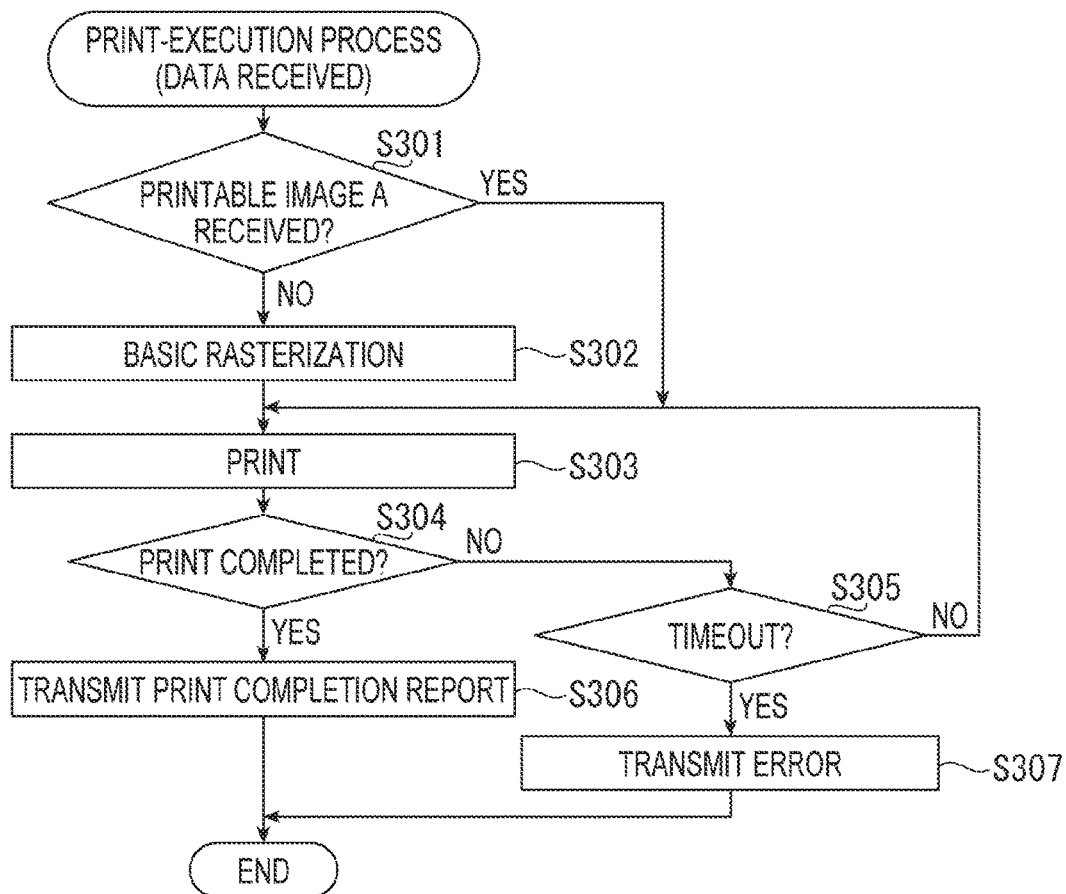 PRINT-EXECUTION PROCESS
(DATA RECEIVED)
S301
PRINTABLE IMAGE A
RECEIVED?
YES
NO
BASIC RASTERIZATION
S302
PRINT
S303
S304
PRINT COMPLETED?
NO
S305
TIMEOUT?
NO
YES
TRANSMIT PRINT COMPLETION REPORT
S306
YES
TRANSMIT ERROR
S307
END